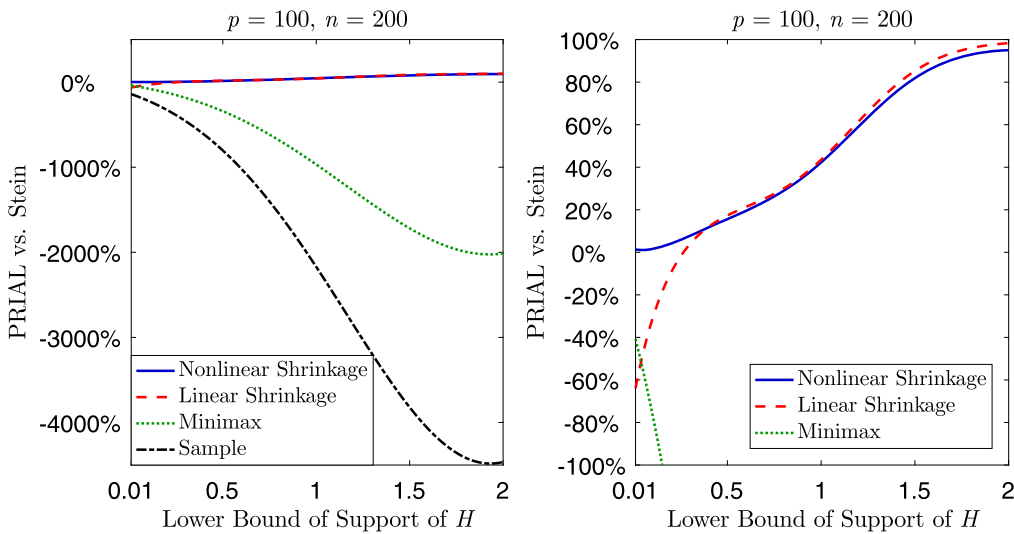 p = 100, n = 200
PRIAL vs. Stein
0%
-1000%
-2000%
-3000%
-4000%
Nonlinear Shrinkage
Linear Shrinkage
Minimax
Sample
0.01 0.5 1 1.5 2
Lower Bound of Support of H
p = 100, n = 200
PRIAL vs. Stein
100%
80%
60%
40%
20%
0%
-20%
-40%
-60%
-80%
-100%
Nonlinear Shrinkage
Linear Shrinkage
Minimax
0.01 0.5 1 1.5 2
Lower Bound of Support of H